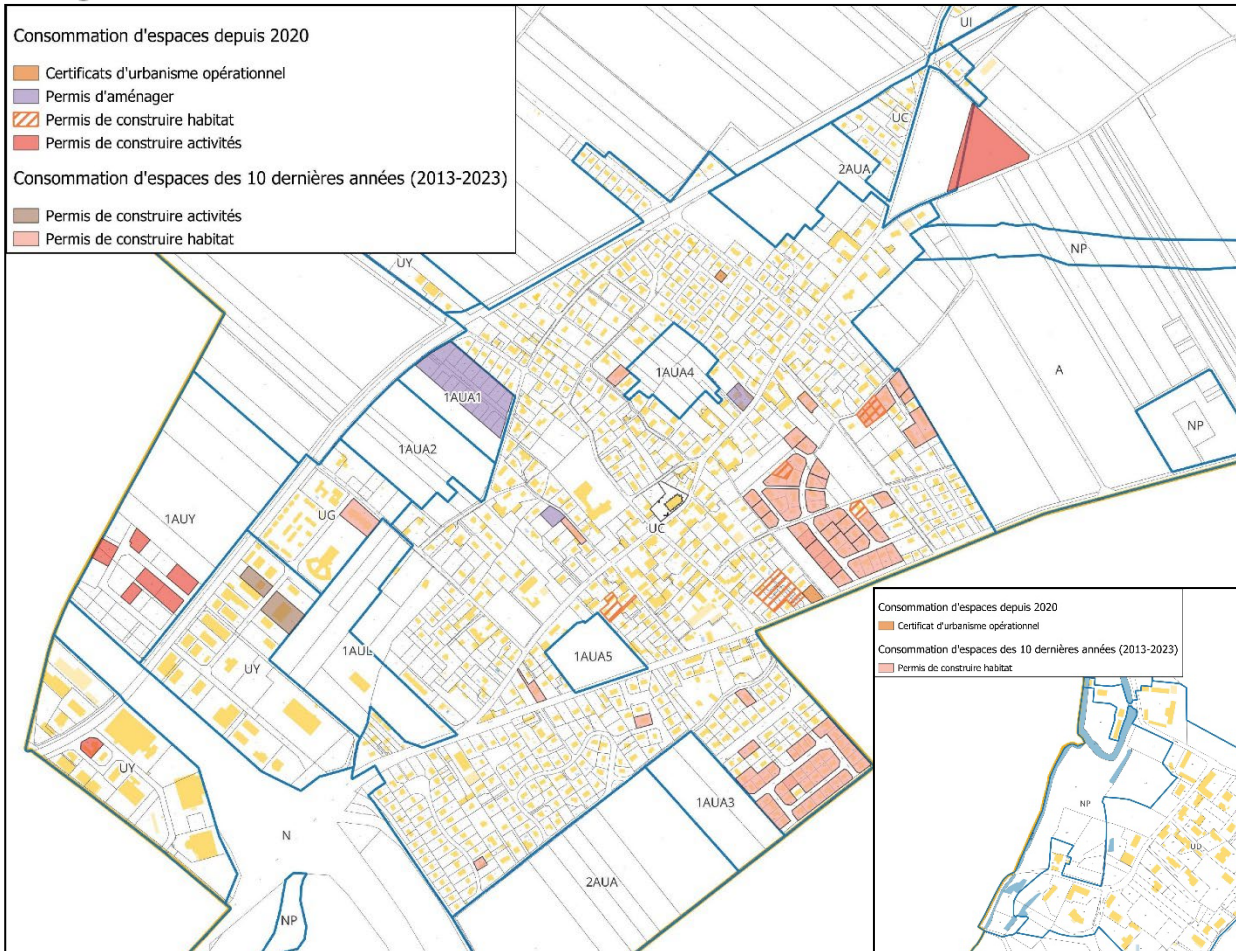 Consommation d'espaces depuis 2020
Certificats d'urbanisme opérationnel
Permis d'aménager
Permis de construire habitat
Permis de construire activités
Consommation d'espaces des 10 dernières années (2013-2023)
Permis de construire activités
Permis de construire habitat
UI
UC
2AUA
NP
UY
1AUA4
A
1AUA1
NP
1AUA2
1AUY
UG
UC
1AUL
1AUA5
UY
UY
1AUA3
N
2AUA
NP
Consommation d'espaces depuis 2020
Certificat d'urbanisme opérationnel
Consommation d'espaces des 10 dernières années (2013-2023)
Permis de construire habitat
NP
UD